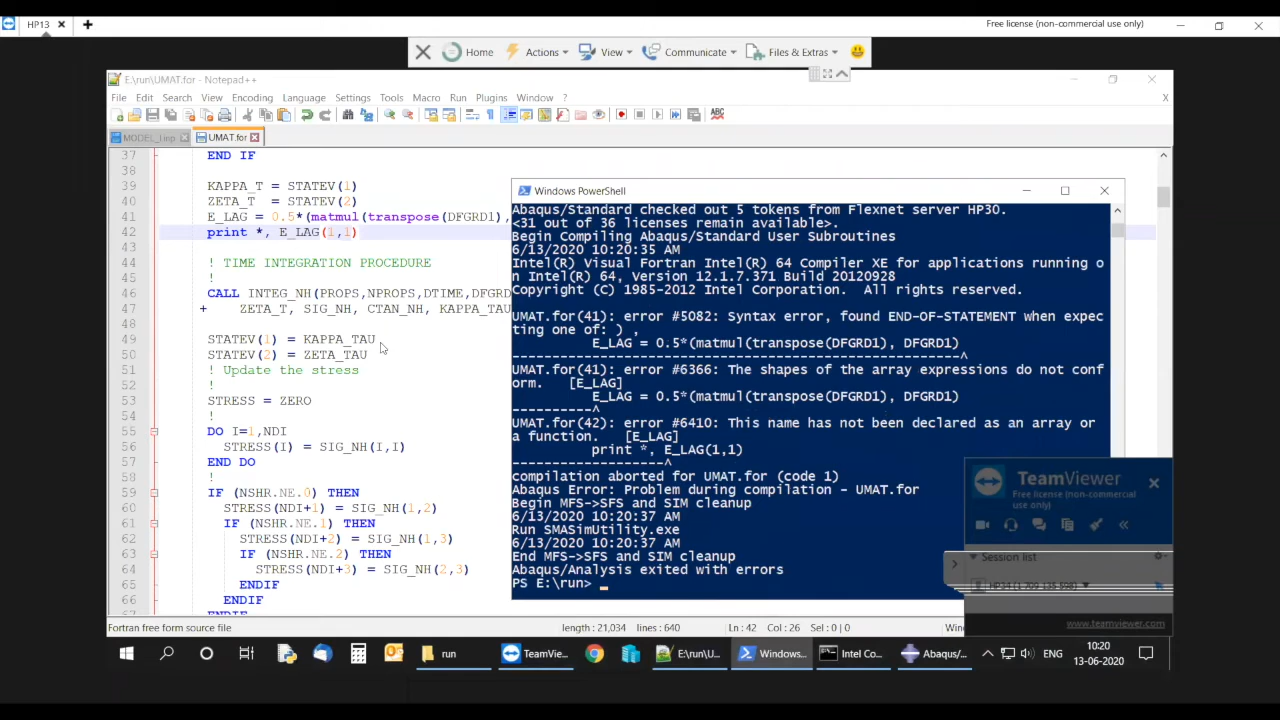 HP13
Free license (non-commercial use only)
Home Actions View Communicate Files & Extras
E:\run\UMAT.for - Notepad++
File Edit Search View Encoding Language Settings Tools Macro Run Plugins Window ?
X
ABC
MODEL_I.inp UMAT.for
37 END IF
38
39 KAPPA_T = STATEV(1)
40 ZETA_T = STATEV(2)
41 E_LAG = 0.5*(matmul(transpose(DFGRD1),
42 print *, E_LAG(1,1)
43
44 ! TIME INTEGRATION PROCEDURE
45 !
46 CALL INTEG_NH(PROPS,NPROPS,DTIME,DFGRD
47 + ZETA_T, SIG_NH, CTAN_NH, KAPPA_TAU
48
49 STATEV(1) = KAPPA_TAU
50 STATEV(2) = ZETA_TAU
51 ! Update the stress
52 !
53 STRESS = ZERO
54 !
55 DO I=1,NDI
56 STRESS(I) = SIG_NH(I,I)
57 END DO
58 !
59 IF (NSHR.NE.0) THEN
60 STRESS(NDI+1) = SIG_NH(1,2)
61 IF (NSHR.NE.1) THEN
62 STRESS(NDI+2) = SIG_NH(1,3)
63 IF (NSHR.NE.2) THEN
64 STRESS(NDI+3) = SIG_NH(2,3)
65 ENDIF
66 ENDIF
67 ENDIF
Windows PowerShell
Abaqus/Standard checked out 5 tokens from Flexnet server HP30.
<31 out of 36 licenses remain available>.
Begin Compiling Abaqus/Standard User Subroutines
6/13/2020 10:20:35 AM
Intel(R) Visual Fortran Intel(R) 64 Compiler XE for applications running o
n Intel(R) 64, Version 12.1.7.371 Build 20120928
Copyright (C) 1985-2012 Intel Corporation.  All rights reserved.
UMAT.for(41): error #5082: Syntax error, found END-OF-STATEMENT when expec
ting one of: ) ,
E_LAG = 0.5*(matmul(transpose(DFGRD1), DFGRD1)
---------------------------------------------------------^
UMAT.for(41): error #6366: The shapes of the array expressions do not conf
orm.   [E_LAG]
E_LAG = 0.5*(matmul(transpose(DFGRD1), DFGRD1)
----------^
UMAT.for(42): error #6410: This name has not been declared as an array or
a function.   [E_LAG]
print *, E_LAG(1,1)
-------------------^
compilation aborted for UMAT.for (code 1)
Abaqus Error: Problem during compilation - UMAT.for
Begin MFS->SFS and SIM cleanup
6/13/2020 10:20:37 AM
Run SMASimUtility.exe
6/13/2020 10:20:37 AM
End MFS->SFS and SIM cleanup
Abaqus/Analysis exited with errors
PS E:\run> _
TeamViewer
Free license (non-commercial
use only)
Session list
www.teamviewer.com
Fortran free form source file length : 21,034 lines : 640 Ln : 42 Col : 26 Sel : 0 | 0
run TeamVie... E:\run\U... Windows... Intel Co... Abaqus/... ENG 10:20
13-06-2020